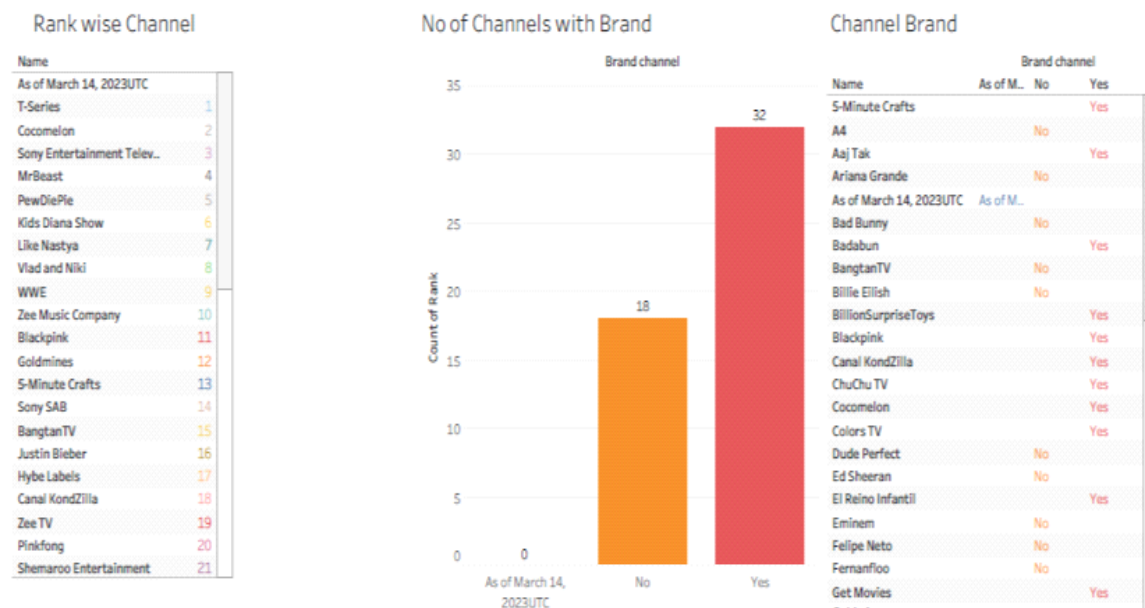 Rank wise Channel
Name
As of March 14, 2023UTC
T-Series 1
Cocomelon 2
Sony Entertainment Telev... 3
MrBeast 4
PewDiePie 5
Kids Diana Show 6
Like Nastya 7
Vlad and Niki 8
WWE 9
Zee Music Company 10
Blackpink 11
Goldmines 12
5-Minute Crafts 13
Sony SAB 14
BangtanTV 15
Justin Bieber 16
Hybe Labels 17
Canal KondZilla 18
Zee TV 19
Pinkfong 20
Shemaroo Entertainment 21
No of Channels with Brand
Brand channel
Count of Rank
35
30
25
20
15
10
5
0
0
18
32
As of March 14,
2023UTC
No
Yes
Channel Brand
Brand channel
Name As of M... No Yes
5-Minute Crafts Yes
A4 No
Aaj Tak Yes
Ariana Grande No
As of March 14, 2023UTC As of M...
Bad Bunny No
Badabun Yes
BangtanTV No
Billie Eilish No
BillionSurpriseToys Yes
Blackpink Yes
Canal KondZilla Yes
ChuChu TV Yes
Cocomelon Yes
Colors TV Yes
Dude Perfect No
Ed Sheeran No
El Reino Infantil Yes
Eminem No
Felipe Neto No
Fernanfloo No
Get Movies Yes